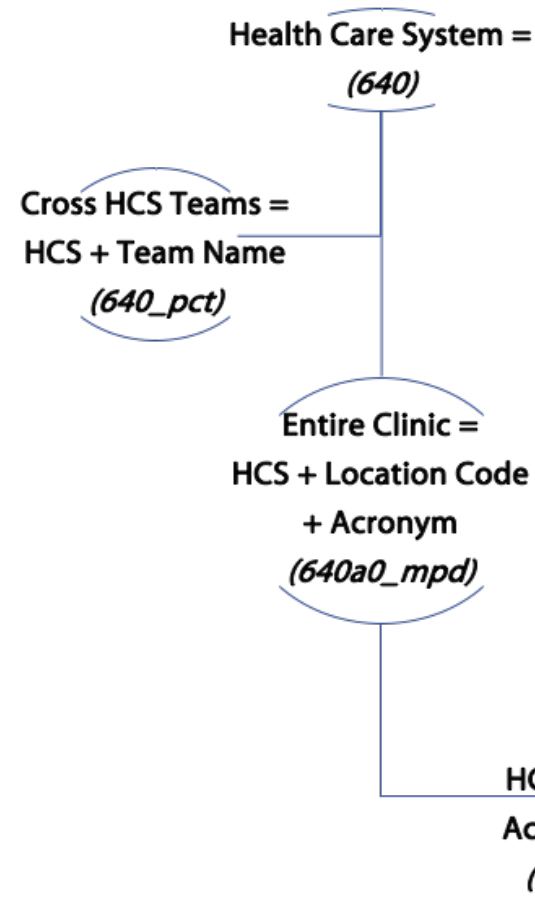 Health Care System =
(640)
Cross HCS Teams =
HCS + Team Name
(640_pct)
Entire Clinic =
HCS + Location Code
+ Acronym
(640a0_mpd)